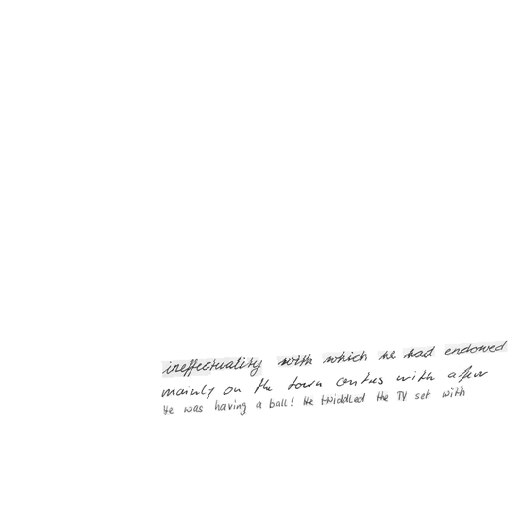 ineffectuality with which he had endowed
mainly on the town centres with a few
He was having a ball! He twiddled the TV set with